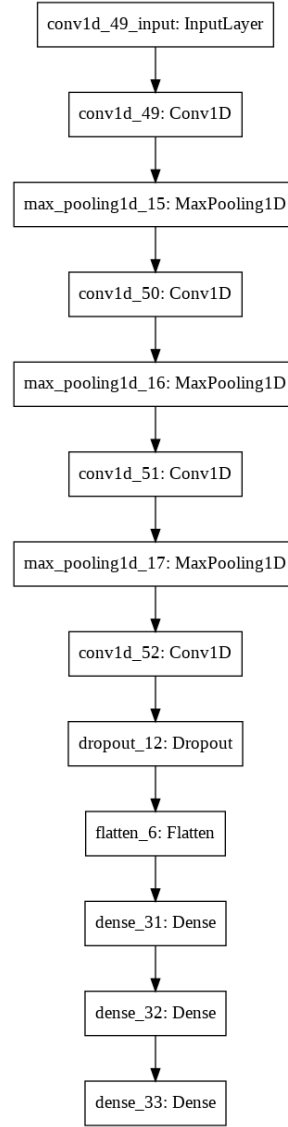 conv1d_49_input: InputLayer
conv1d_49: Conv1D
max_pooling1d_15: MaxPooling1D
conv1d_50: Conv1D
max_pooling1d_16: MaxPooling1D
conv1d_51: Conv1D
max_pooling1d_17: MaxPooling1D
conv1d_52: Conv1D
dropout_12: Dropout
flatten_6: Flatten
dense_31: Dense
dense_32: Dense
dense_33: Dense